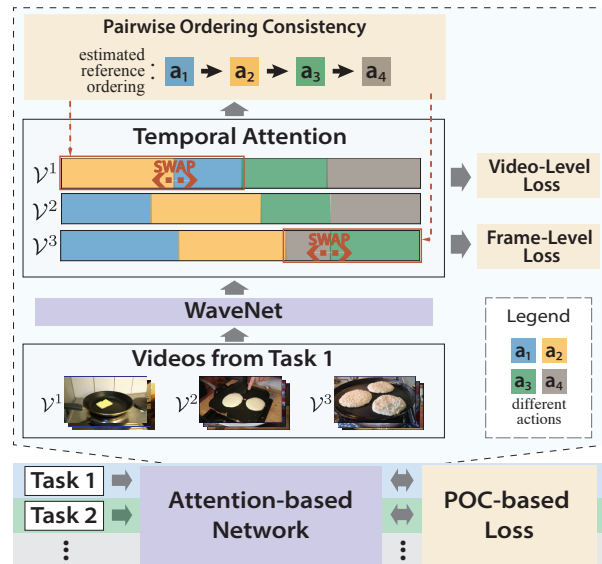 Pairwise Ordering Consistency
estimated
reference
ordering
:
a1
a2
a3
a4
Temporal Attention
V1
SWAP
V2
V3
SWAP
Video-Level
Loss
Frame-Level
Loss
WaveNet
Videos from Task 1
V1
V2
V3
Legend
a1
a2
a3
a4
different
actions
Task 1
Task 2
Attention-based
Network
POC-based
Loss